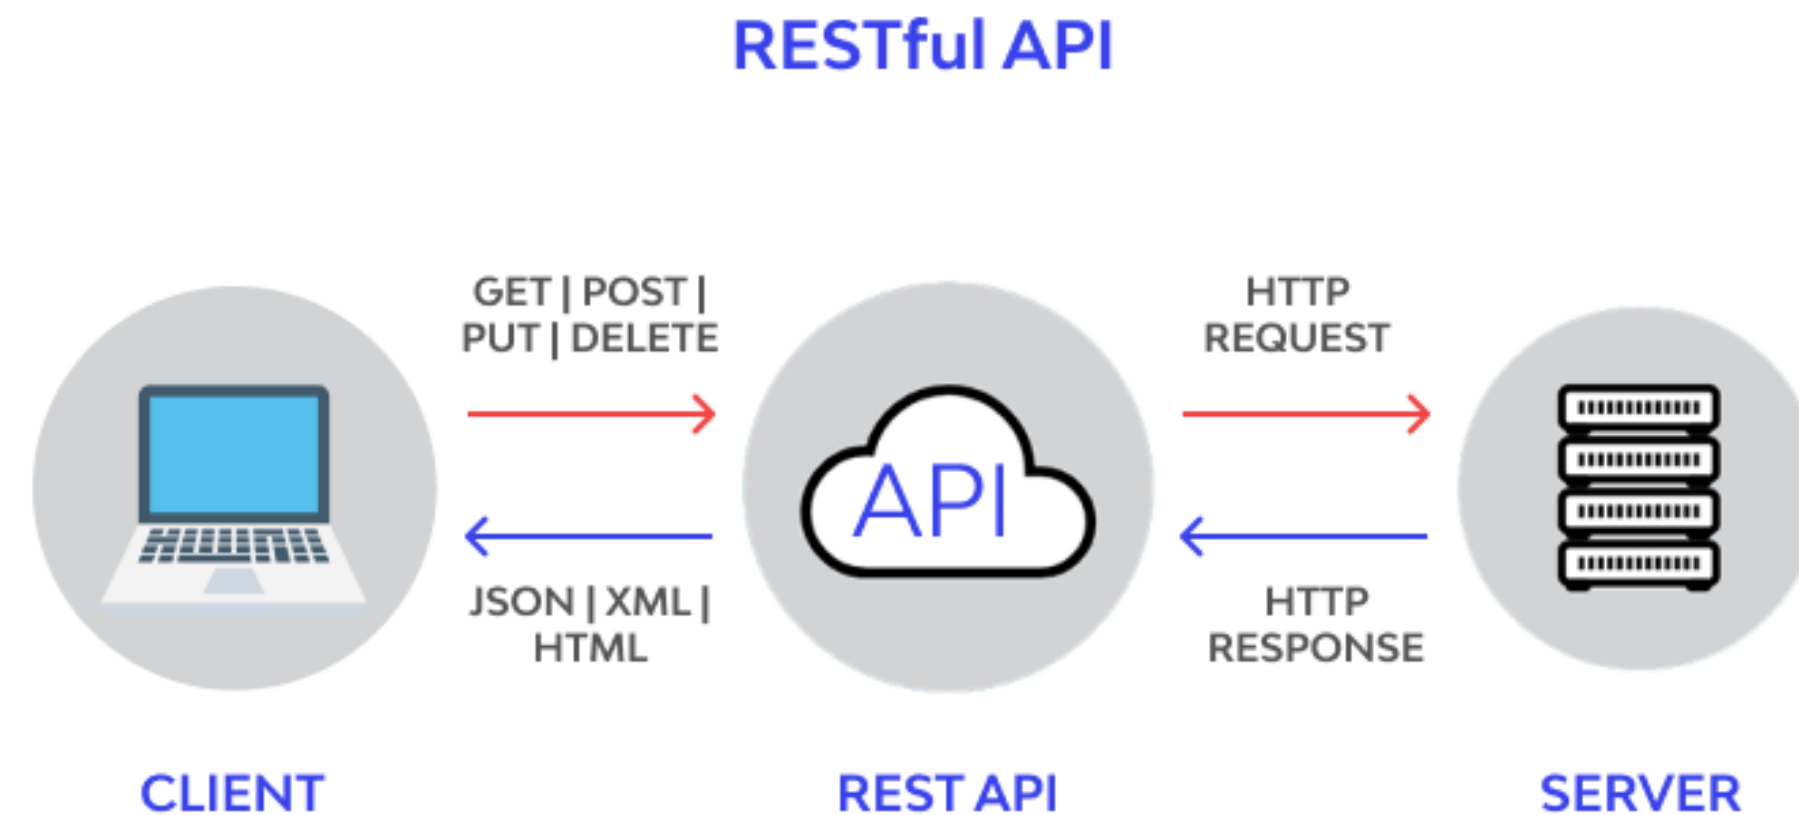 RESTful API
GET | POST |
PUT | DELETE
HTTP
REQUEST
API
JSON | XML |
HTML
HTTP
RESPONSE
CLIENT
REST API
SERVER